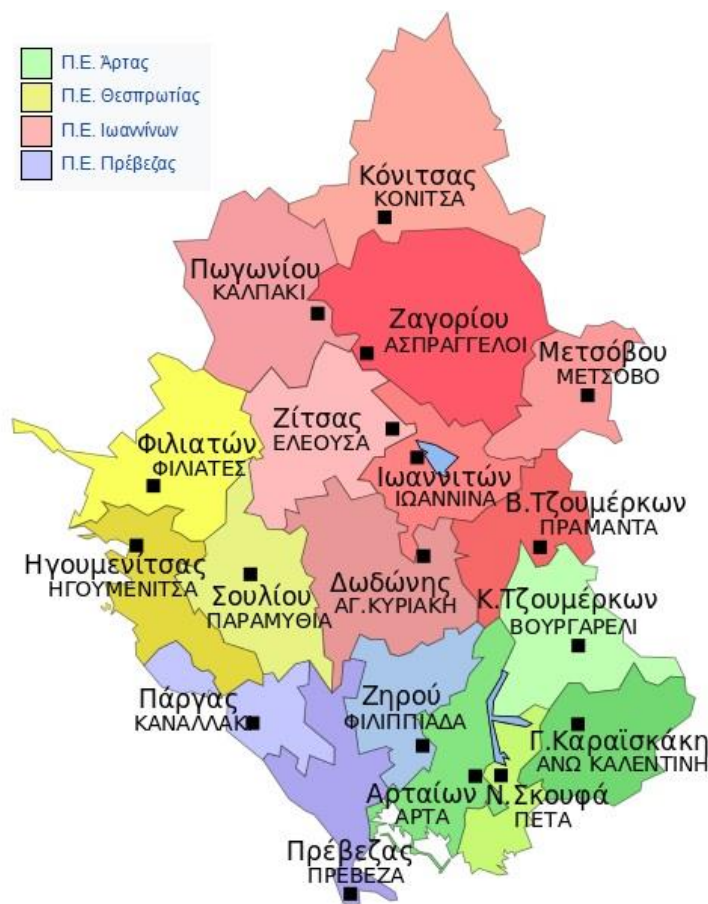 Π.Ε. Άρτας
Π.Ε. Θεσπρωτίας
Π.Ε. Ιωαννίνων
Π.Ε. Πρέβεζας
Κόνιτσας
ΚΟΝΙΤΣΑ
Πωγωνίου
ΚΑΛΠΑΚΙ
Ζαγορίου
ΑΣΠΡΑΓΓΕΛΟΙ
Μετσόβου
ΜΕΤΣΟΒΟ
Ζίτσας
ΕΛΕΟΥΣΑ
Φιλιατών
ΦΙΛΙΑΤΕΣ
Ιωαννιτών
ΙΩΑΝΝΙΝΑ
Β.Τζουμέρκων
ΠΡΑΜΑΝΤΑ
Ηγουμενίτσας
ΗΓΟΥΜΕΝΙΤΣΑ
Σουλίου
ΠΑΡΑΜΥΘΙΑ
Δωδώνης
ΑΓ.ΚΥΡΙΑΚΗ
Κ.Τζουμέρκων
ΒΟΥΡΓΑΡΕΛΙ
Πάργας
ΚΑΝΑΛΛΑΚΙ
Ζηρού
ΦΙΛΙΠΠΙΑΔΑ
Γ.Καραϊσκάκη
ΑΝΩ ΚΑΛΕΝΤΙΝΗ
Αρταίων
ΑΡΤΑ
Ν.Σκουφά
ΠΕΤΑ
Πρέβεζας
ΠΡΕΒΕΖΑ